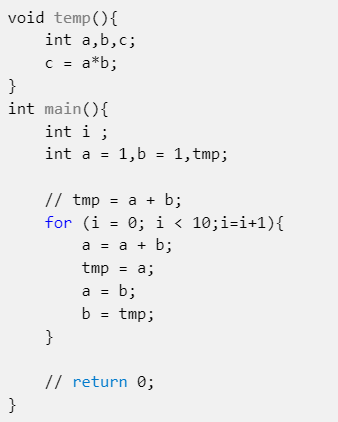 void temp(){
    int a,b,c;
    c = a*b;
}
int main(){
    int i ;
    int a = 1,b = 1,tmp;

    // tmp = a + b;
    for (i = 0; i < 10;i=i+1){
        a = a + b;
        tmp = a;
        a = b;
        b = tmp;
    }

    // return 0;
}